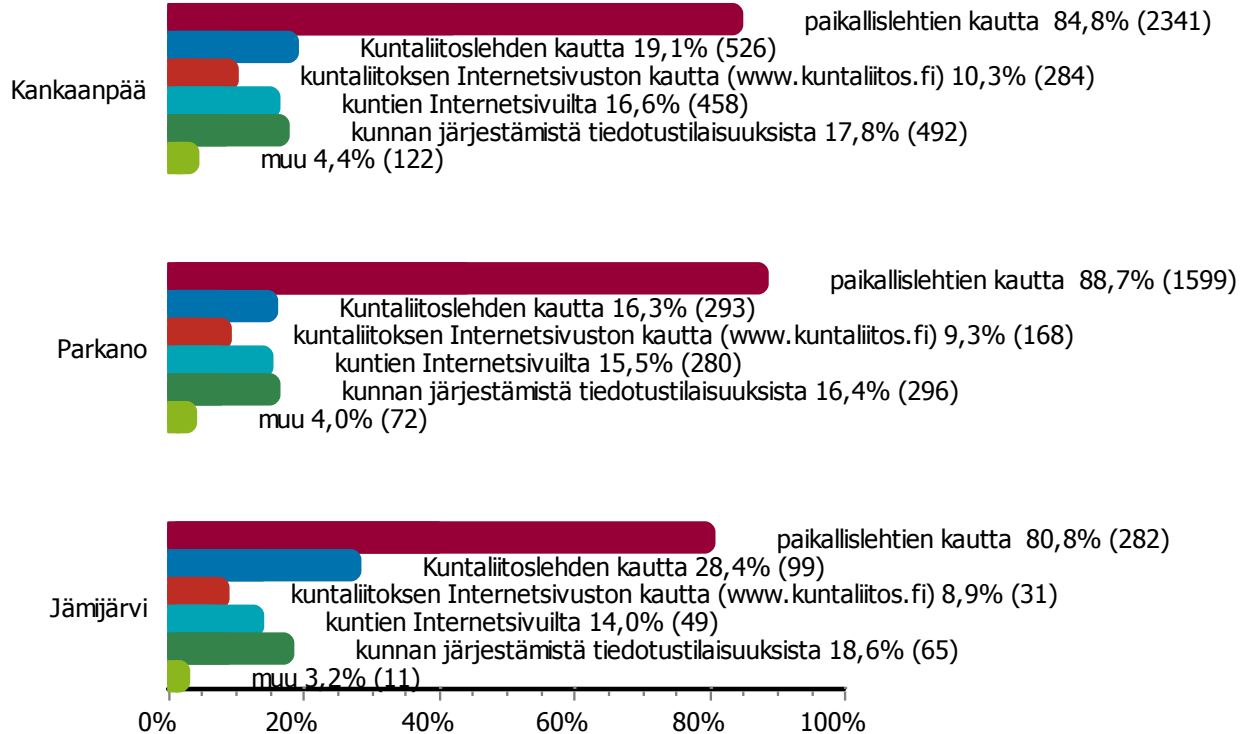 Kankaanpää
paikallislehtien kautta 84,8% (2341)
Kuntaliitoslehden kautta 19,1% (526)
kuntaliitoksen Internetsivuston kautta (www.kuntaliitos.fi) 10,3% (284)
kuntien Internetsivuilta 16,6% (458)
kunnan järjestämistä tiedotustilaisuuksista 17,8% (492)
muu 4,4% (122)
Parkano
paikallislehtien kautta 88,7% (1599)
Kuntaliitoslehden kautta 16,3% (293)
kuntaliitoksen Internetsivuston kautta (www.kuntaliitos.fi) 9,3% (168)
kuntien Internetsivuilta 15,5% (280)
kunnan järjestämistä tiedotustilaisuuksista 16,4% (296)
muu 4,0% (72)
Jämijärvi
paikallislehtien kautta 80,8% (282)
Kuntaliitoslehden kautta 28,4% (99)
kuntaliitoksen Internetsivuston kautta (www.kuntaliitos.fi) 8,9% (31)
kuntien Internetsivuilta 14,0% (49)
kunnan järjestämistä tiedotustilaisuuksista 18,6% (65)
muu 3,2% (11)
0% 20% 40% 60% 80% 100%